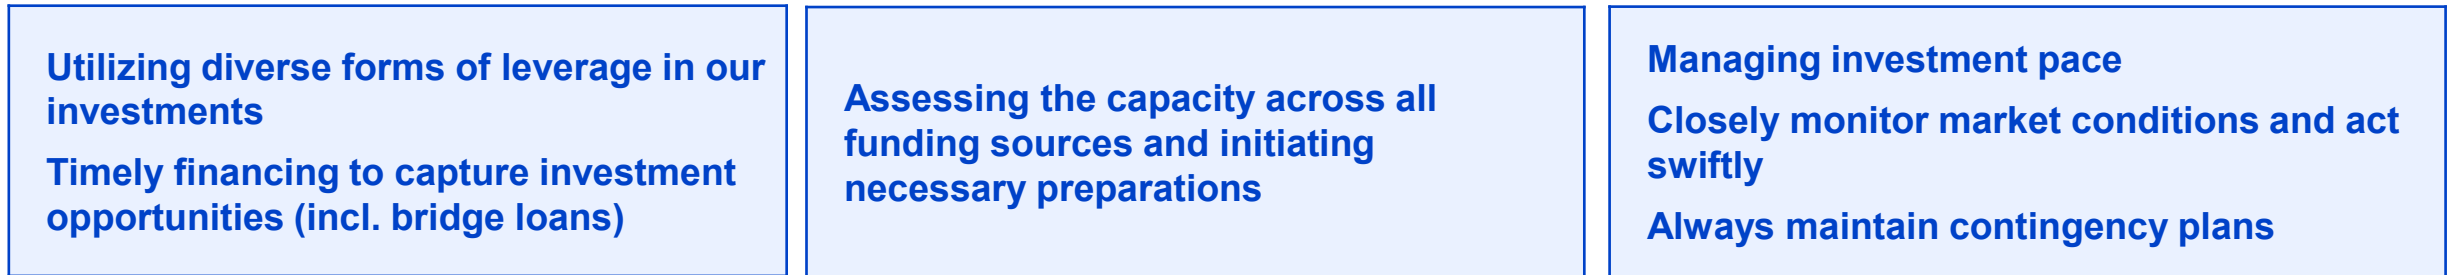 Utilizing diverse forms of leverage in our
investments
Timely financing to capture investment
opportunities (incl. bridge loans)
Assessing the capacity across all
funding sources and initiating
necessary preparations
Managing investment pace
Closely monitor market conditions and act
swiftly
Always maintain contingency plans